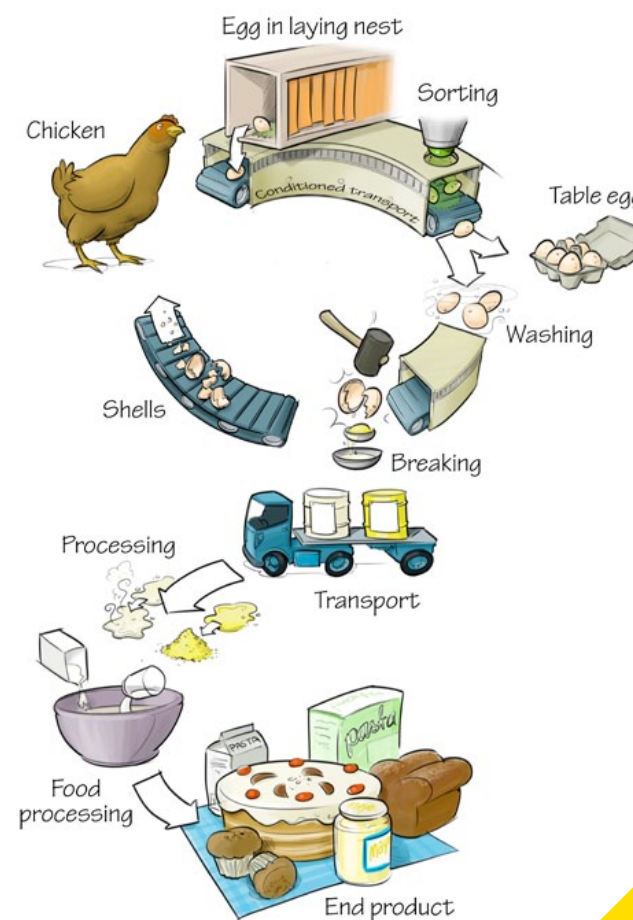 Egg in laying nest
Sorting
Chicken
Conditioned transport
Table egg
Washing
Shells
Breaking
Processing
Transport
PASTA
pasta
Food
processing
End product